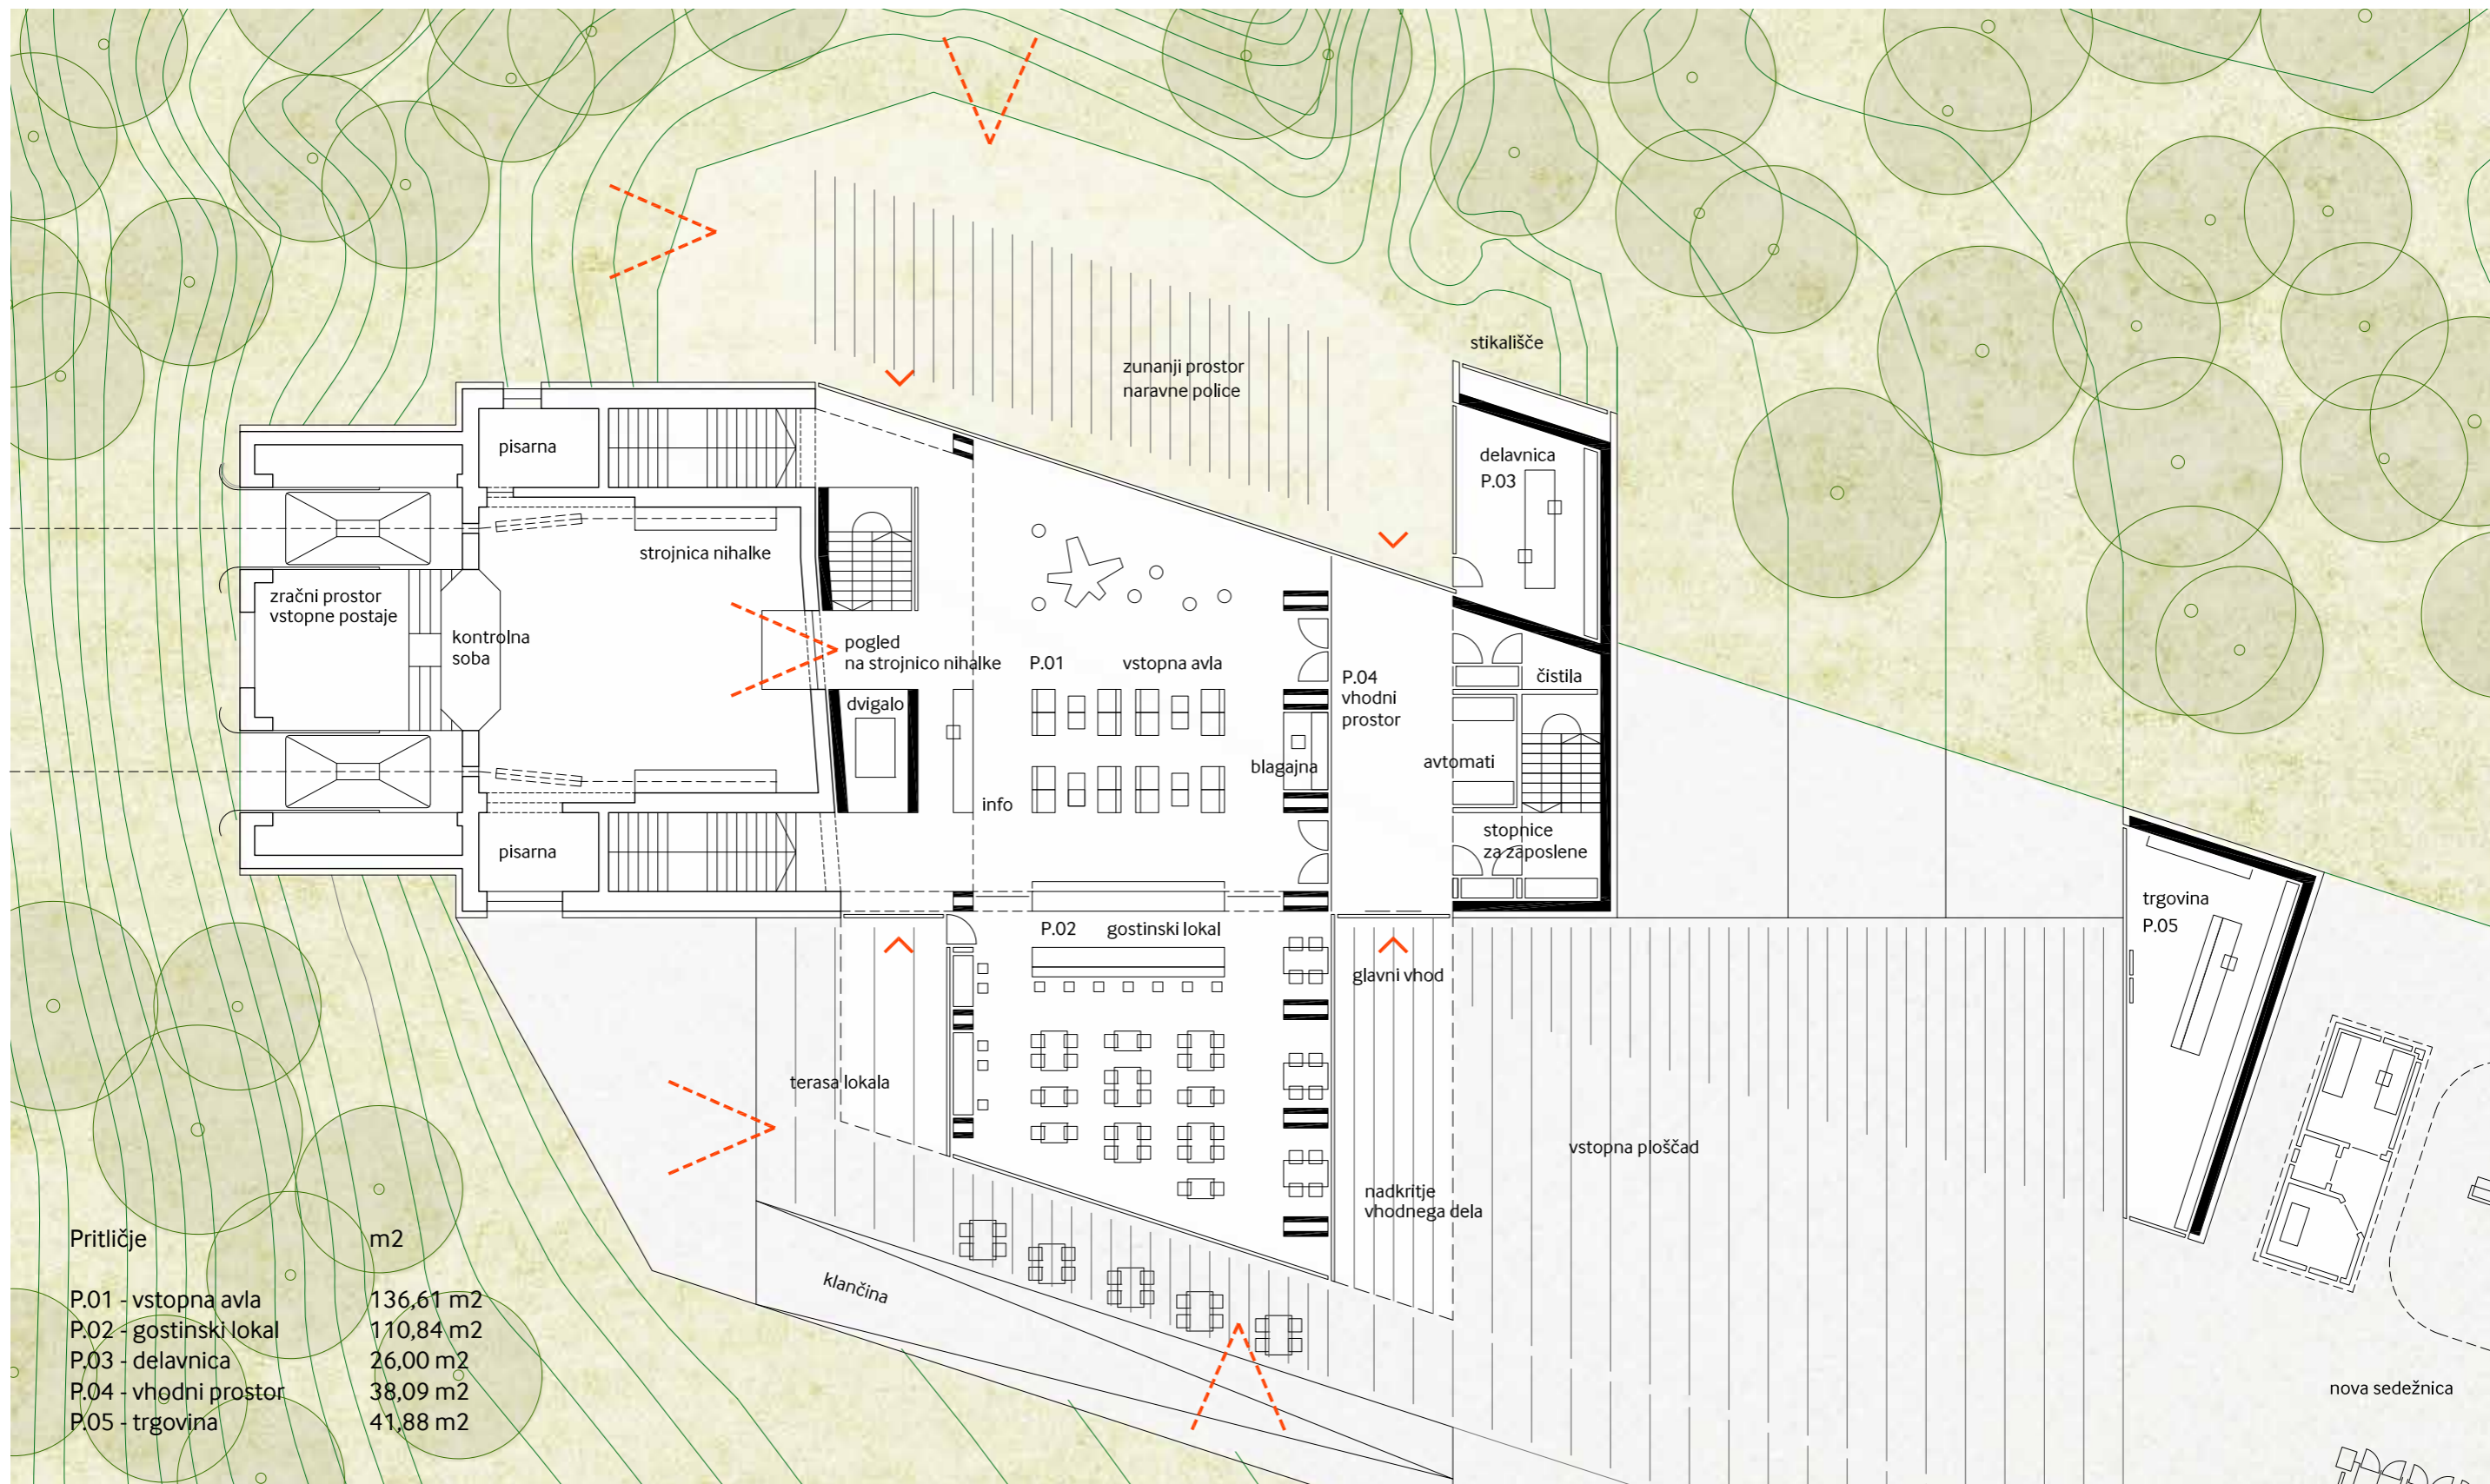 stikališče
zunanji prostor
naravne police
pisarna
delavnica
P.03
strojnica nihalke
zračni prostor
vstopne postaje
kontrolna
soba
pogled
na strojnico nihalke
P.01 vstopna avla
P.04
vhodni
prostor
čistila
dvigalo
blagajna
avtomati
info
stopnice
za zaposlene
pisarna
trgovina
P.05
P.02 gostinski lokal
glavni vhod
terasa lokala
vstopna ploščad
nadkritje
vhodnega dela
klančina
nova sedežnica
Pritličje m2
P.01 - vstopna avla 136,61 m2
P.02 - gostinski lokal 110,84 m2
P.03 - delavnica 26,00 m2
P.04 - vhodni prostor 38,09 m2
P.05 - trgovina 41,88 m2